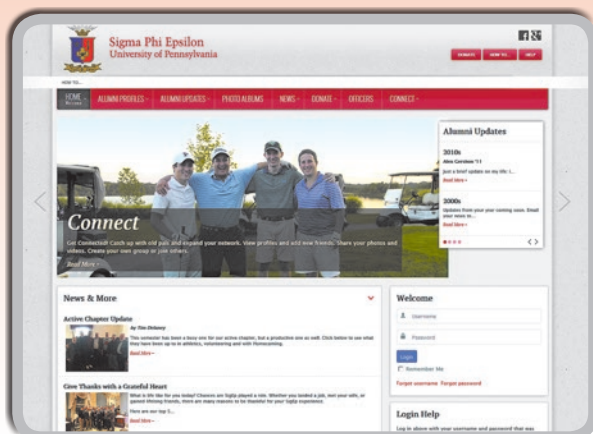 Sigma Phi Epsilon
University of Pennsylvania
DONATE HOW TO... HELP
HOW TO...
HOME ALUMNI PROFILES ALUMNI UPDATES PHOTO ALBUMS NEWS DONATE OFFICERS CONNECT
Connect
Get Connected! Catch up with old pals and expand your network. View profiles and add new friends. Share your photos and
videos. Create your own group or join others.
Read More
Alumni Updates
2010s
Just a brief update on my life: I...
Read More
3000s
Updates from your year coming soon. Email
your news to...
Read More
News & More
Active Chapter Update
by Tim Delaney
This semester has been a busy one for our active chapter, but a productive one as well. Click below to see what
they have been up to in athletics, volunteering and with Homecoming.
Read More
Give Thanks with a Grateful Heart
What is life like for you today? Chances are SigEp played a role. Whether you landed a job, met your wife, or
gained lifelong friends, there are many reasons to be thankful for your SigEp experience.
Here are our top 5...
Read More
Welcome
Username
Password
Login
Remember Me
Forgot username Forgot password
Login Help
Log in above with your username and password that was